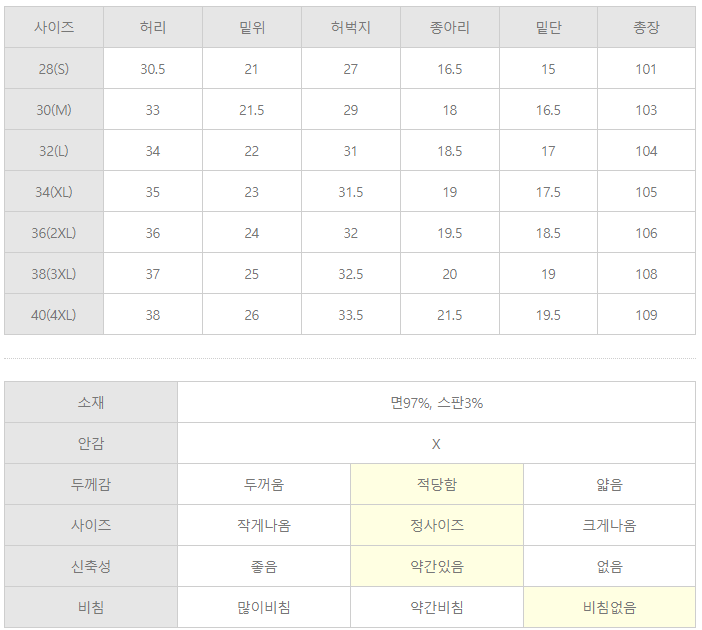 사이즈 허리 밑위 허벅지 종아리 밑단 총장
28(S) 30.5 21 27 16.5 15 101
30(M) 33 21.5 29 18 16.5 103
32(L) 34 22 31 18.5 17 104
34(XL) 35 23 31.5 19 17.5 105
36(2XL) 36 24 32 19.5 18.5 106
38(3XL) 37 25 32.5 20 19 108
40(4XL) 38 26 33.5 21.5 19.5 109
소재 면97%, 스판3%
안감 X
두께감 두꺼움 적당함 얇음
사이즈 작게나옴 정사이즈 크게나옴
신축성 좋음 약간있음 없음
비침 많이비침 약간비침 비침없음